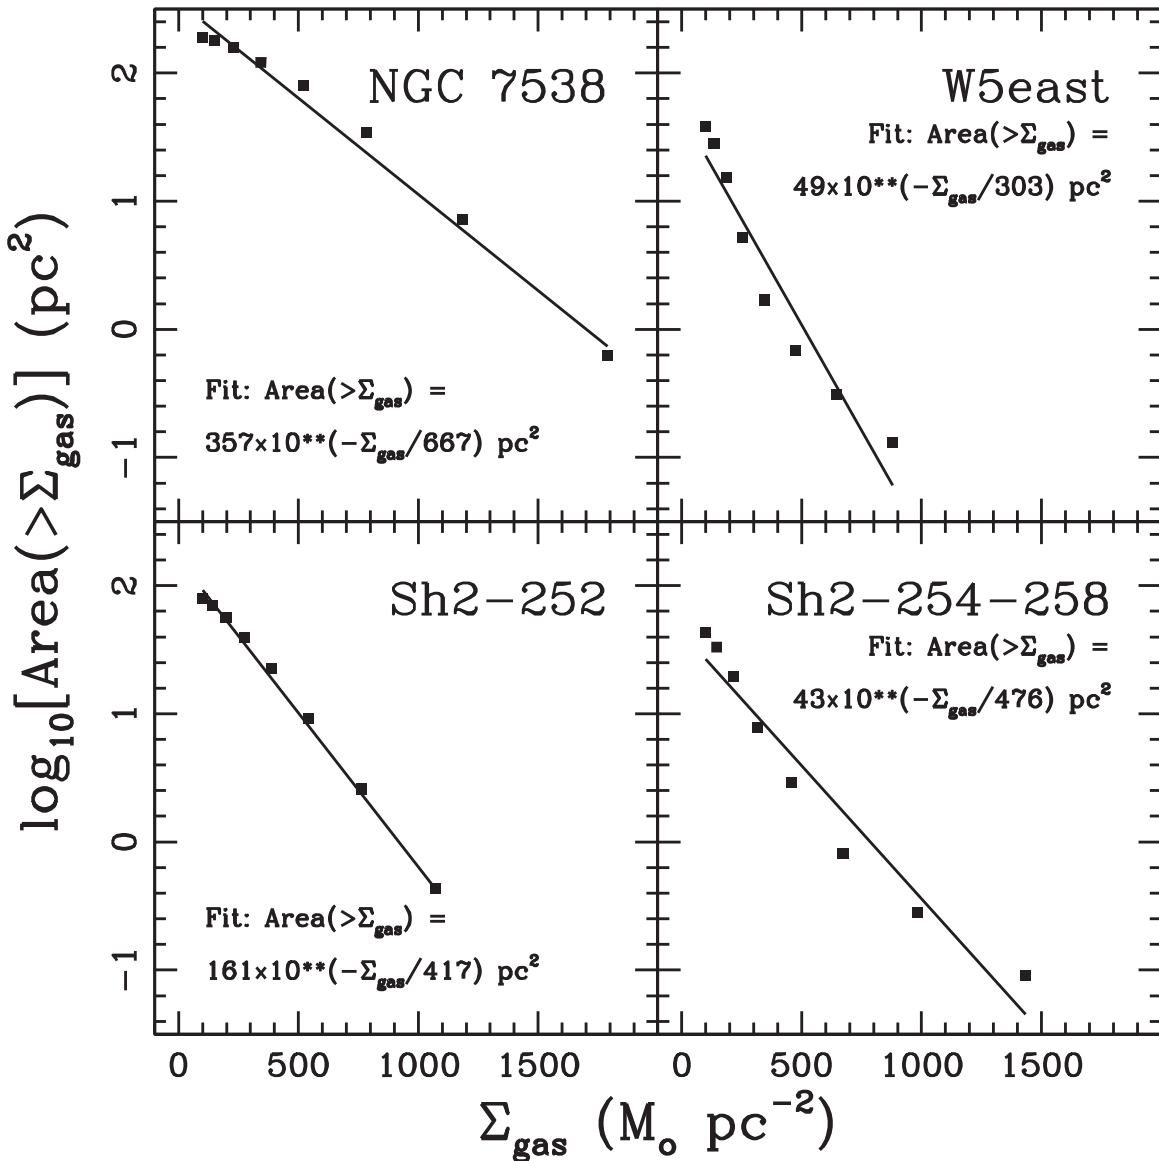 log₁₀[Area(>Σgas)] (pc²)
2
1
0
−1
NGC 7538
Fit: Area(>Σgas) =
357×10**(−Σgas/667) pc²
W5east
Fit: Area(>Σgas) =
49×10**(−Σgas/303) pc²
2
1
0
−1
Sh2−252
Fit: Area(>Σgas) =
161×10**(−Σgas/417) pc²
Sh2−254−258
Fit: Area(>Σgas) =
43×10**(−Σgas/476) pc²
0 500 1000 1500 0 500 1000 1500
Σgas (Mo pc⁻²)